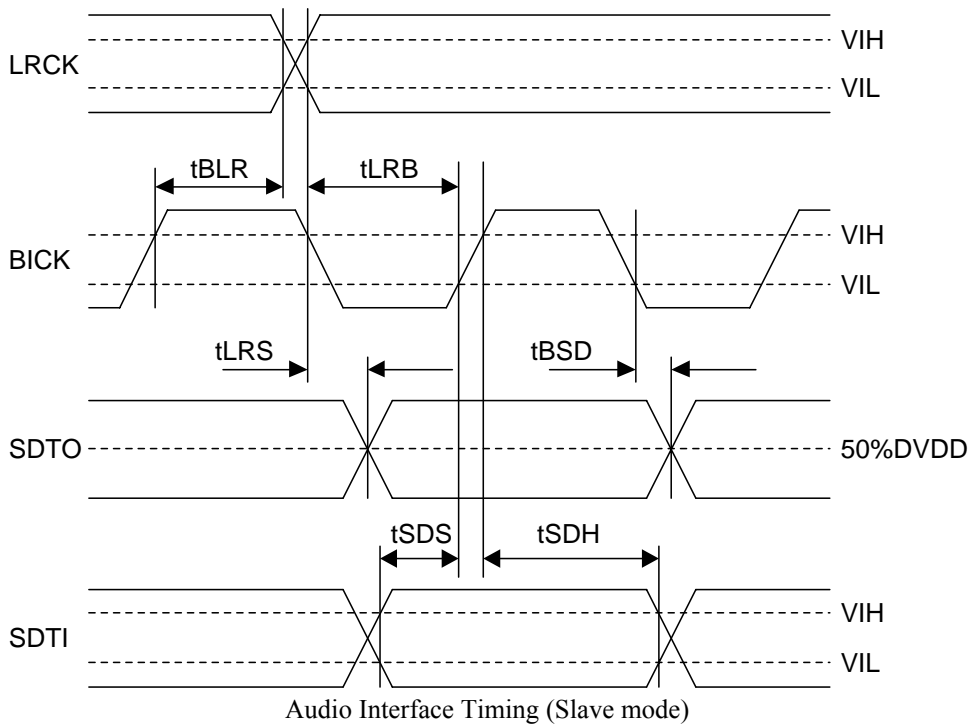 VIH
LRCK
VIL
tBLR
tLRB
VIH
BICK
VIL
tLRS
tBSD
SDTO
50%DVDD
tSDS
tSDH
VIH
SDTI
VIL
Audio Interface Timing (Slave mode)